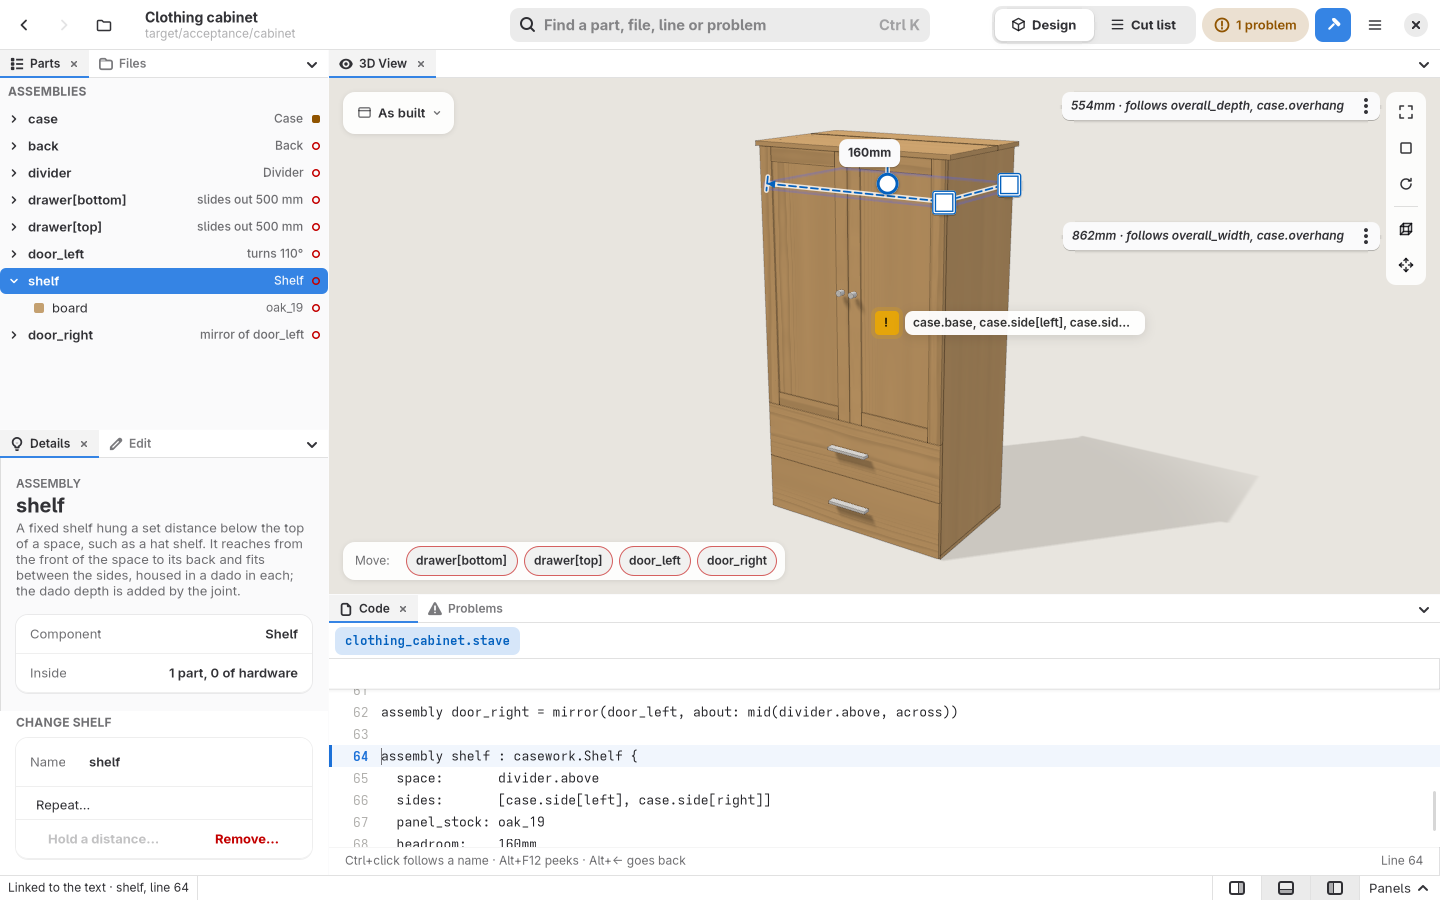 Clothing cabinet
target/acceptance/cabinet
Find a part, file, line or problem
Ctrl K
Design
Cut list
1 problem
Parts ×
Files
3D View ×
ASSEMBLIES
case Case
back Back
divider Divider
drawer[bottom] slides out 500 mm
drawer[top] slides out 500 mm
door_left turns 110°
shelf Shelf
board oak_19
door_right mirror of door_left
As built
554mm · follows overall_depth, case.overhang
160mm
862mm · follows overall_width, case.overhang
! case.base, case.side[left], case.sid...
Move: drawer[bottom] drawer[top] door_left door_right
Details ×
Edit
ASSEMBLY
shelf
A fixed shelf hung a set distance below the top
of a space, such as a hat shelf. It reaches from
the front of the space to its back and fits
between the sides, housed in a dado in each;
the dado depth is added by the joint.
Component Shelf
Inside 1 part, 0 of hardware
CHANGE SHELF
Name shelf
Repeat...
Hold a distance... Remove...
Code ×
Problems
clothing_cabinet.stave
61
62 assembly door_right = mirror(door_left, about: mid(divider.above, across))
63
64 assembly shelf : casework.Shelf {
65 space: divider.above
66 sides: [case.side[left], case.side[right]]
67 panel_stock: oak_19
68 headroom: 160mm
Ctrl+click follows a name · Alt+F12 peeks · Alt+← goes back
Line 64
Linked to the text · shelf, line 64
Panels